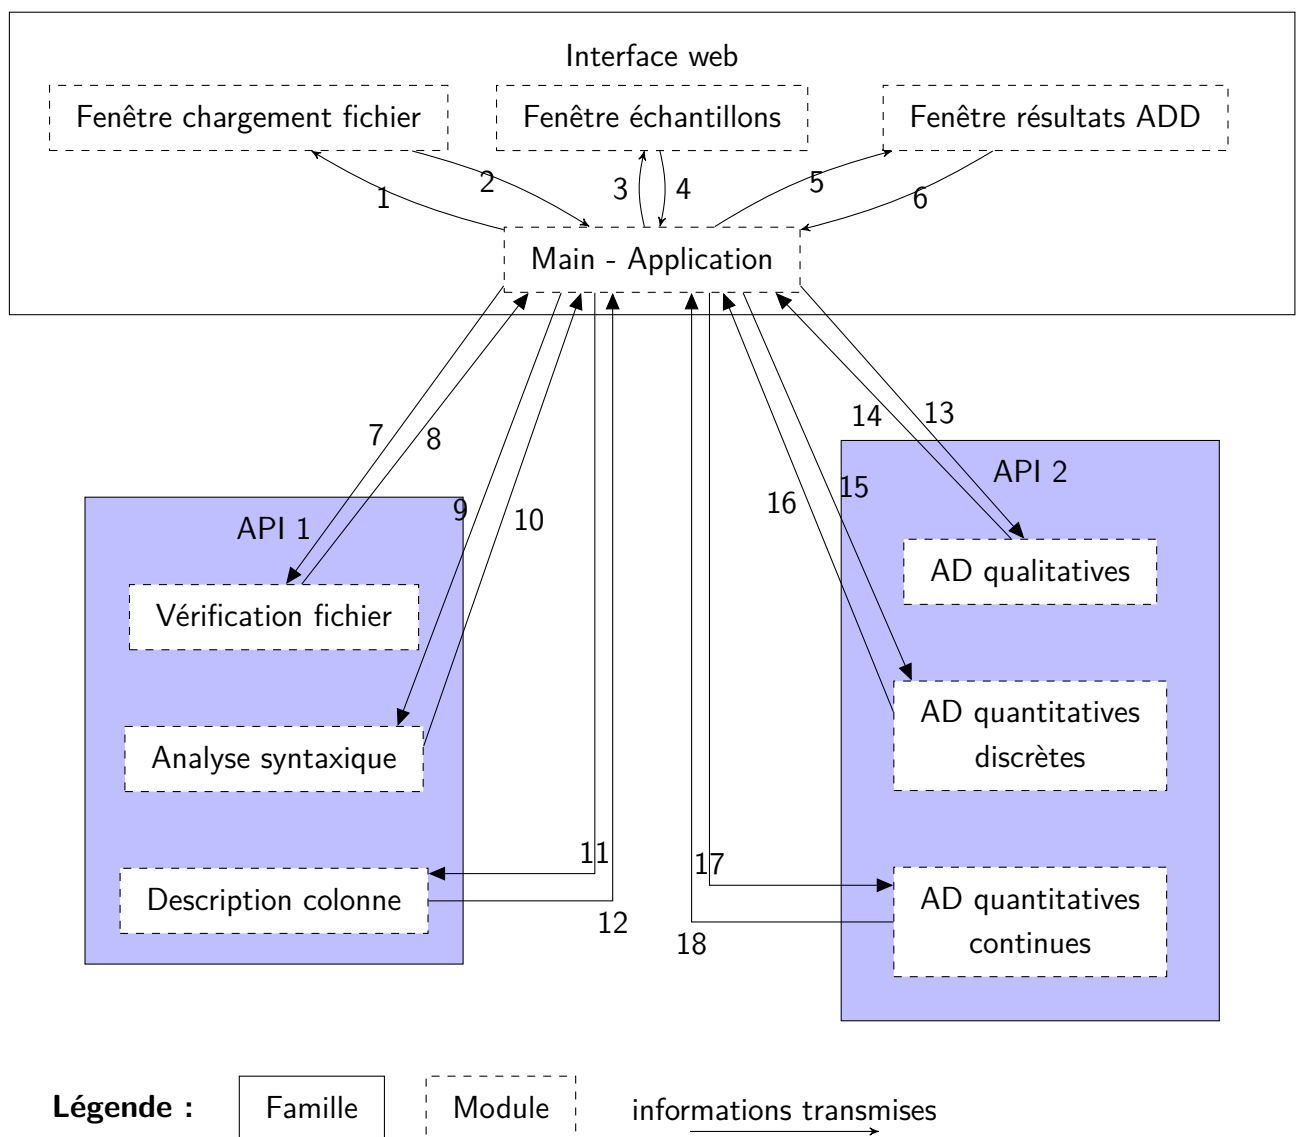 Interface web
Fenêtre chargement fichier
Fenêtre échantillons
Fenêtre résultats ADD
1
2
3
4
5
6
Main - Application
7
8
9
10
14
13
16
15
API 1
Vérification fichier
Analyse syntaxique
Description colonne
11
12
17
18
API 2
AD qualitatives
AD quantitatives
discrètes
AD quantitatives
continues
Légende :
Famille
Module
informations transmises